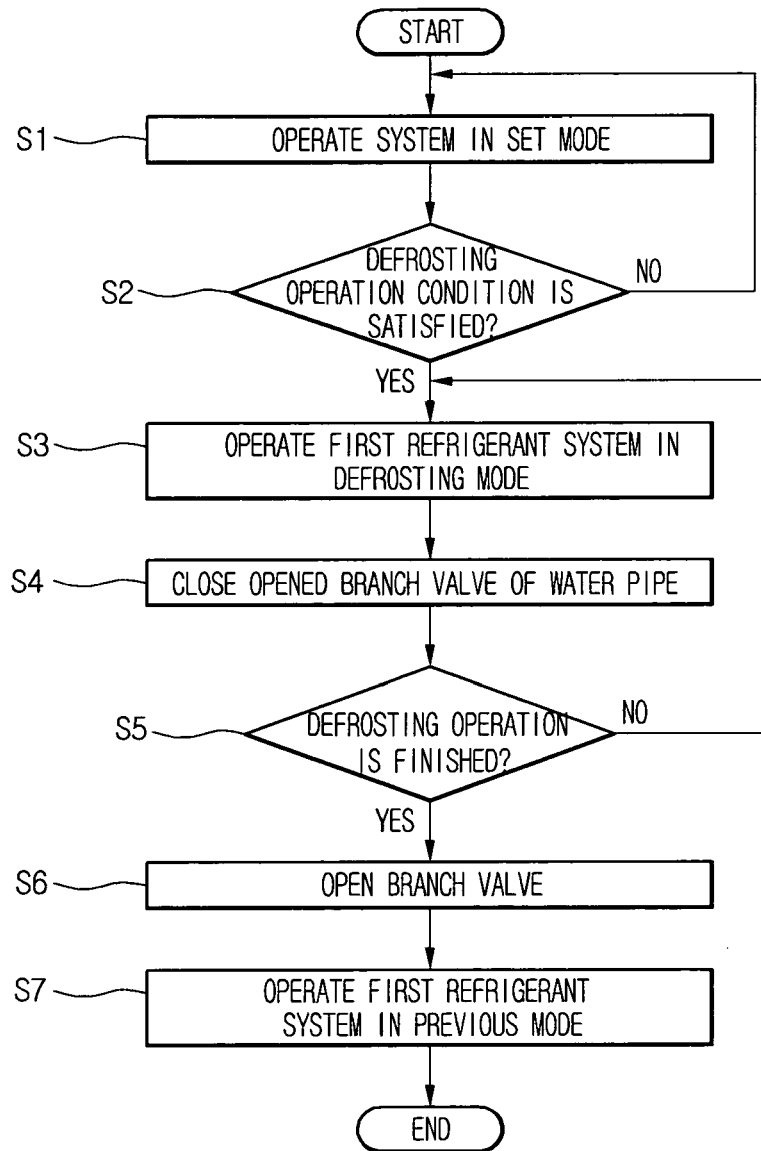 START
S1
OPERATE SYSTEM IN SET MODE
S2
DEFROSTING
OPERATION CONDITION IS
SATISFIED?
NO
YES
S3
OPERATE FIRST REFRIGERANT SYSTEM IN
DEFROSTING MODE
S4
CLOSE OPENED BRANCH VALVE OF WATER PIPE
S5
DEFROSTING OPERATION
IS FINISHED?
NO
YES
S6
OPEN BRANCH VALVE
S7
OPERATE FIRST REFRIGERANT
SYSTEM IN PREVIOUS MODE
END